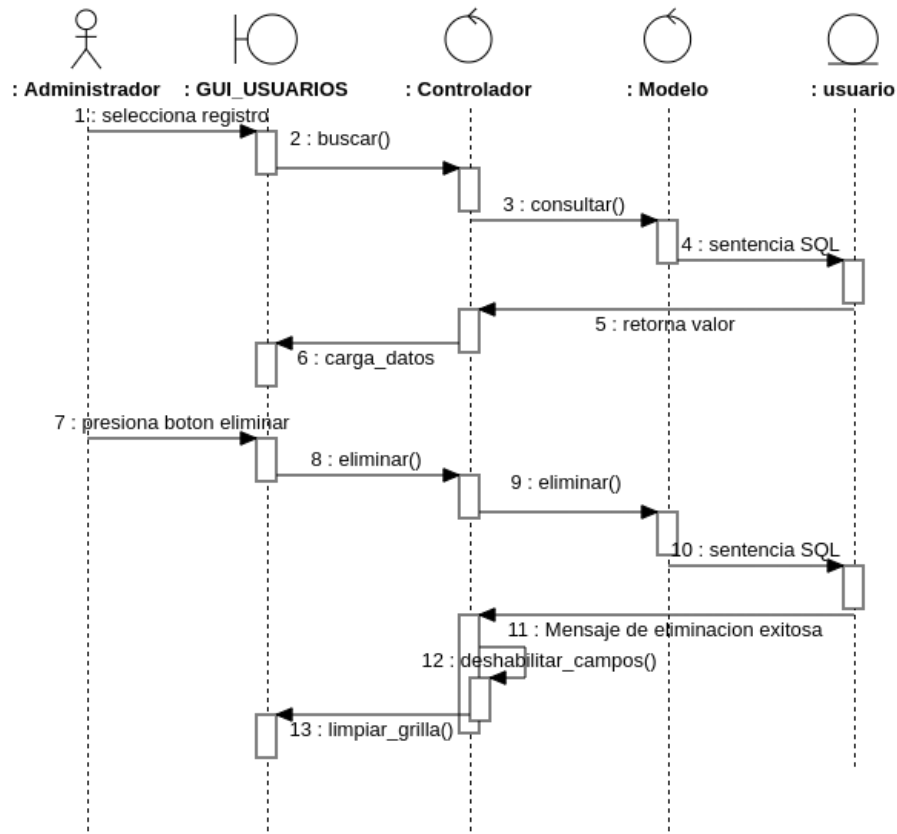 : Administrador : GUI_USUARIOS : Controlador : Modelo : usuario
1 : selecciona registro
2 : buscar()
3 : consultar()
4 : sentencia SQL
5 : retorna valor
6 : carga_datos
7 : presiona boton eliminar
8 : eliminar()
9 : eliminar()
10 : sentencia SQL
11 : Mensaje de eliminacion exitosa
12 : deshabilitar_campos()
13 : limpiar_grilla()